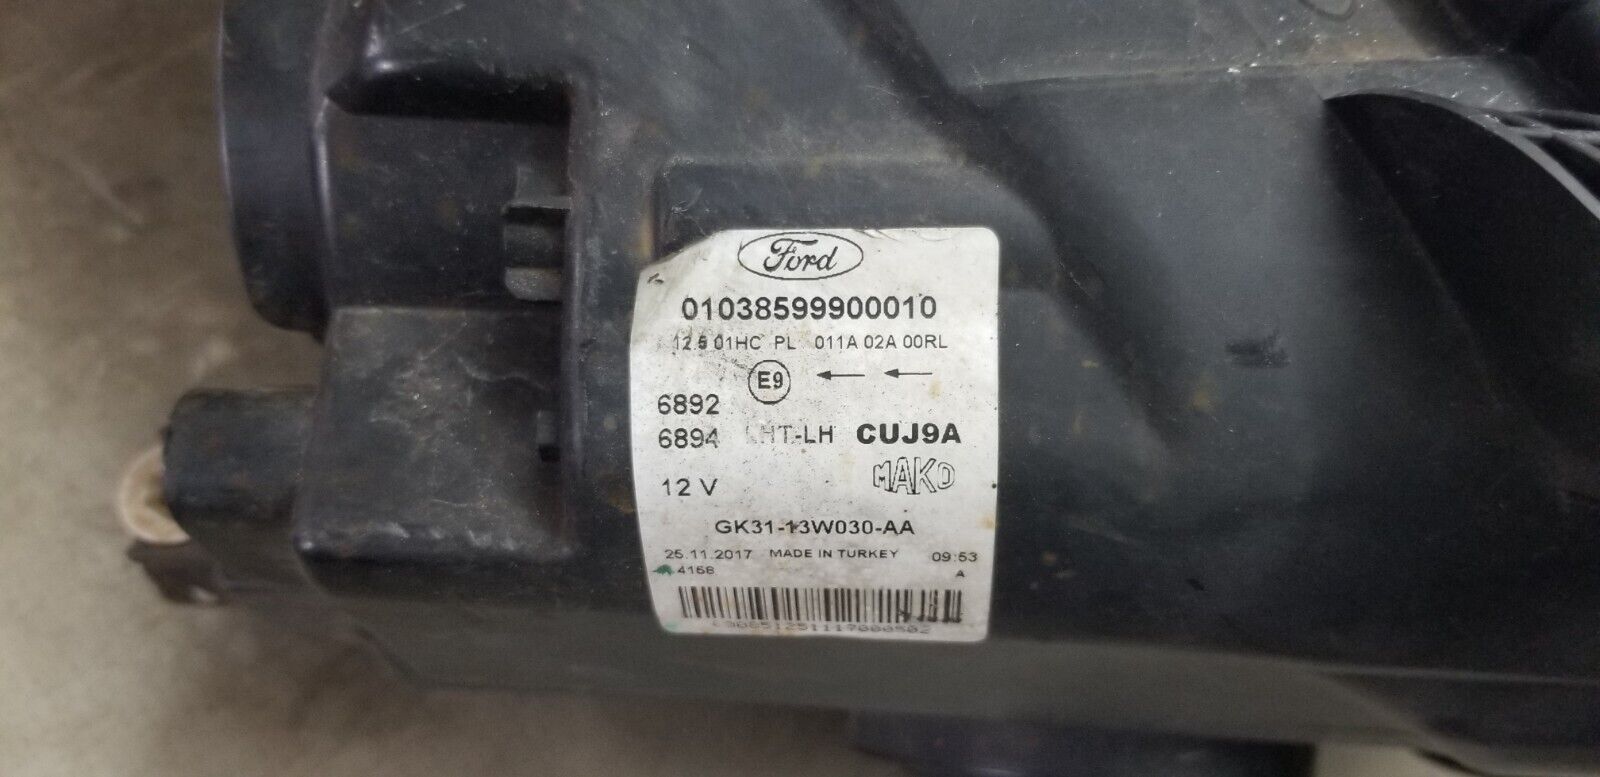 Ford
01038599900010
12.5 01HC PL 011A 02A 00RL
E9
6892
6894 LHT-LH CUJ9A
MAKO
12 V
GK31-13W030-AA
25.11.2017 MADE IN TURKEY 09:53
4158 A